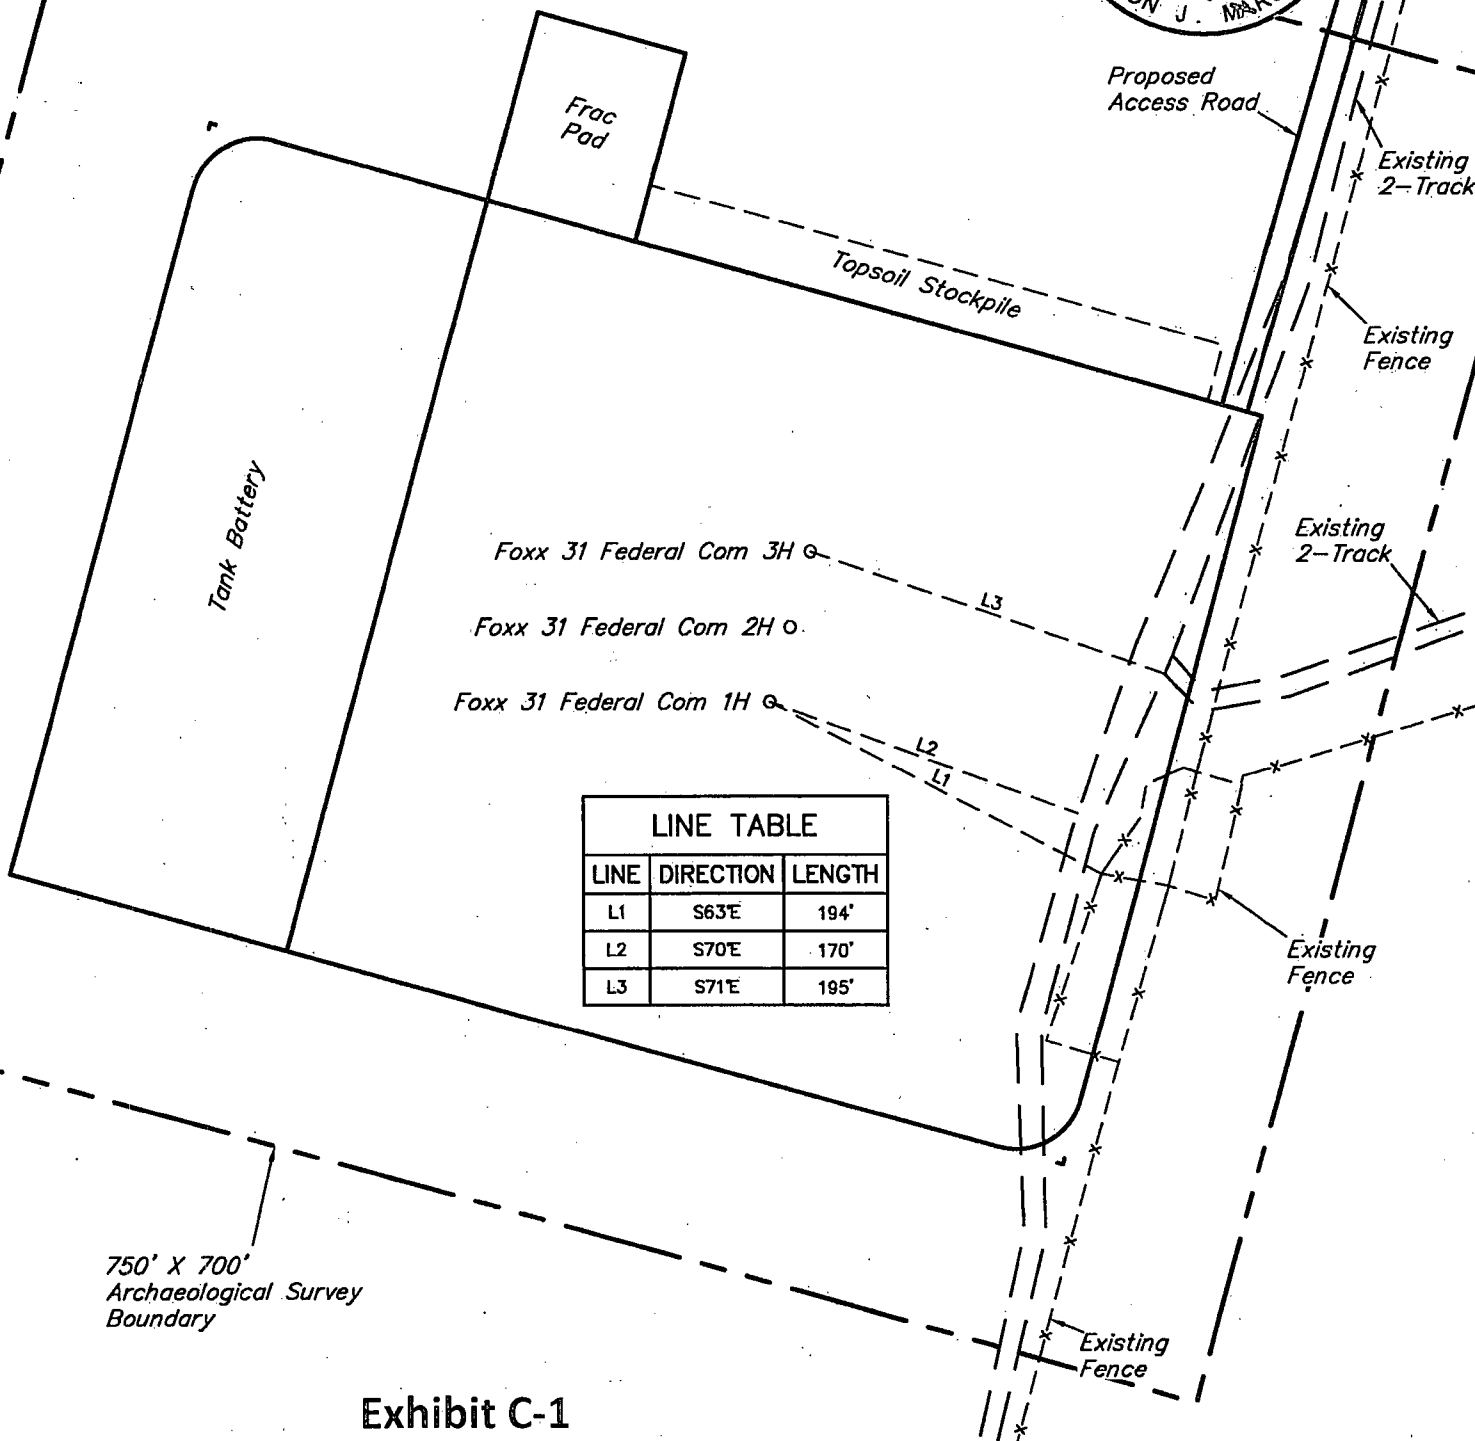 ON J. MAR
Proposed
Access Road
Frac
Pad
Existing
2-Track
Topsoil Stockpile
Existing
Fence
Tank Battery
Existing
2-Track
Foxx 31 Federal Com 3H
L3
Foxx 31 Federal Com 2H
Foxx 31 Federal Com 1H
L2
L1
LINE TABLE
LINE DIRECTION LENGTH
L1 S63°E 194'
L2 S70°E 170'
L3 S71°E 195'
Existing
Fence
750' X 700'
Archaeological Survey
Boundary
Existing
Fence
Exhibit C-1